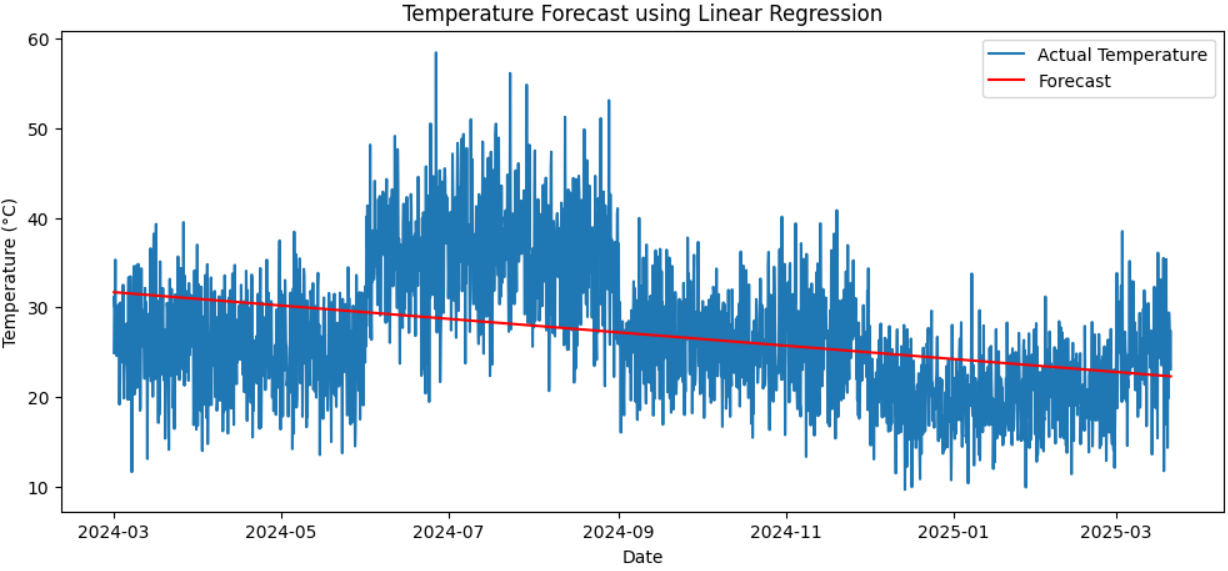 Temperature Forecast using Linear Regression
Actual Temperature
Forecast
Temperature (°C)
60
50
40
30
20
10
2024-03
2024-05
2024-07
2024-09
2024-11
2025-01
2025-03
Date